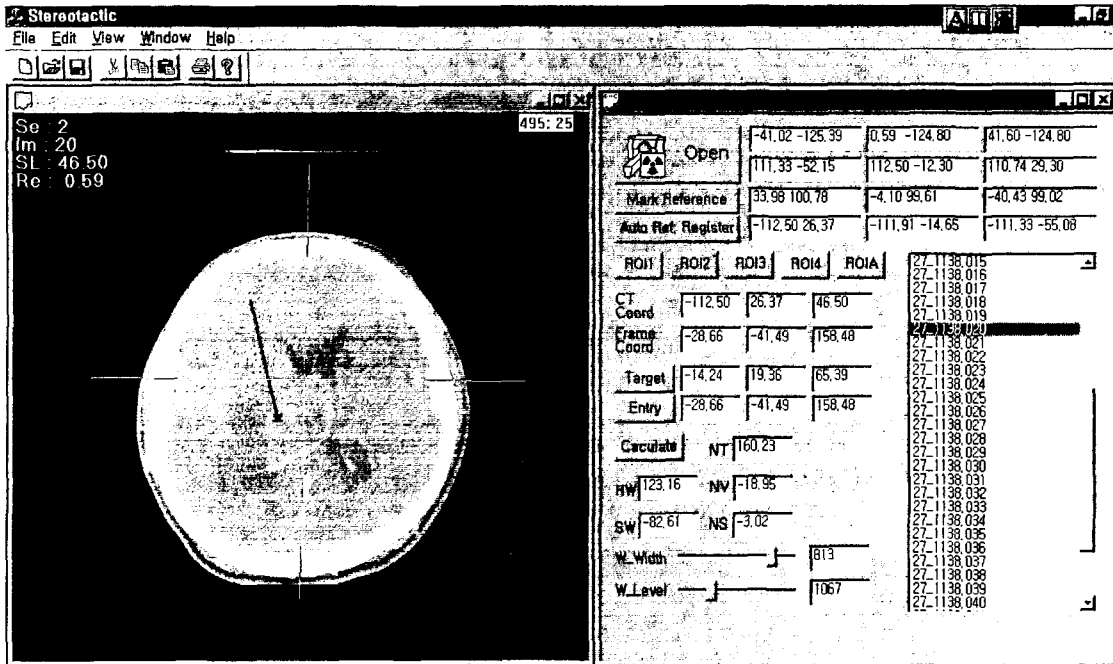 Stereotactic
File Edit View Window Help
Se : 2
Im : 20
SL : 46.50
Re : 0.59
495: 25
Open
-41,02 -125,39 0,59 -124,80 41,60 -124,80
111,33 -52,15 112,50 -12,30 110,74 29,30
Mark Reference 33,98 100,78 -4,10 99,61 -40,43 99,02
Auto Ref. Register -112,50 26,37 -111,91 -14,65 -111,33 -55,08
ROI1 ROI2 ROI3 ROI4 ROIA
CT Coord -112,50 26,37 46,50
Frame Coord -28,66 -41,49 158,48
Target -14,24 19,36 65,39
Entry -28,66 -41,49 158,48
Caculate NT 160,23
HW 123,16 NV -18,95
SW -82,61 NS -3,02
W_Width 813
W_Level 1067
27_1138,015
27_1138,016
27_1138,017
27_1138,018
27_1138,019
27_1138,020
27_1138,021
27_1138,022
27_1138,023
27_1138,024
27_1138,025
27_1138,026
27_1138,027
27_1138,028
27_1138,029
27_1138,030
27_1138,031
27_1138,032
27_1138,033
27_1138,034
27_1138,035
27_1138,036
27_1138,037
27_1138,038
27_1138,039
27_1138,040